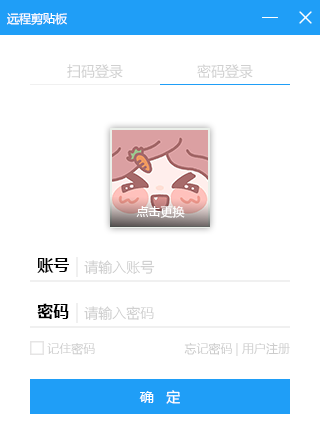 远程剪贴板
扫码登录 密码登录
点击更换
账号 请输入账号
密码 请输入密码
记住密码 忘记密码 | 用户注册
确 定